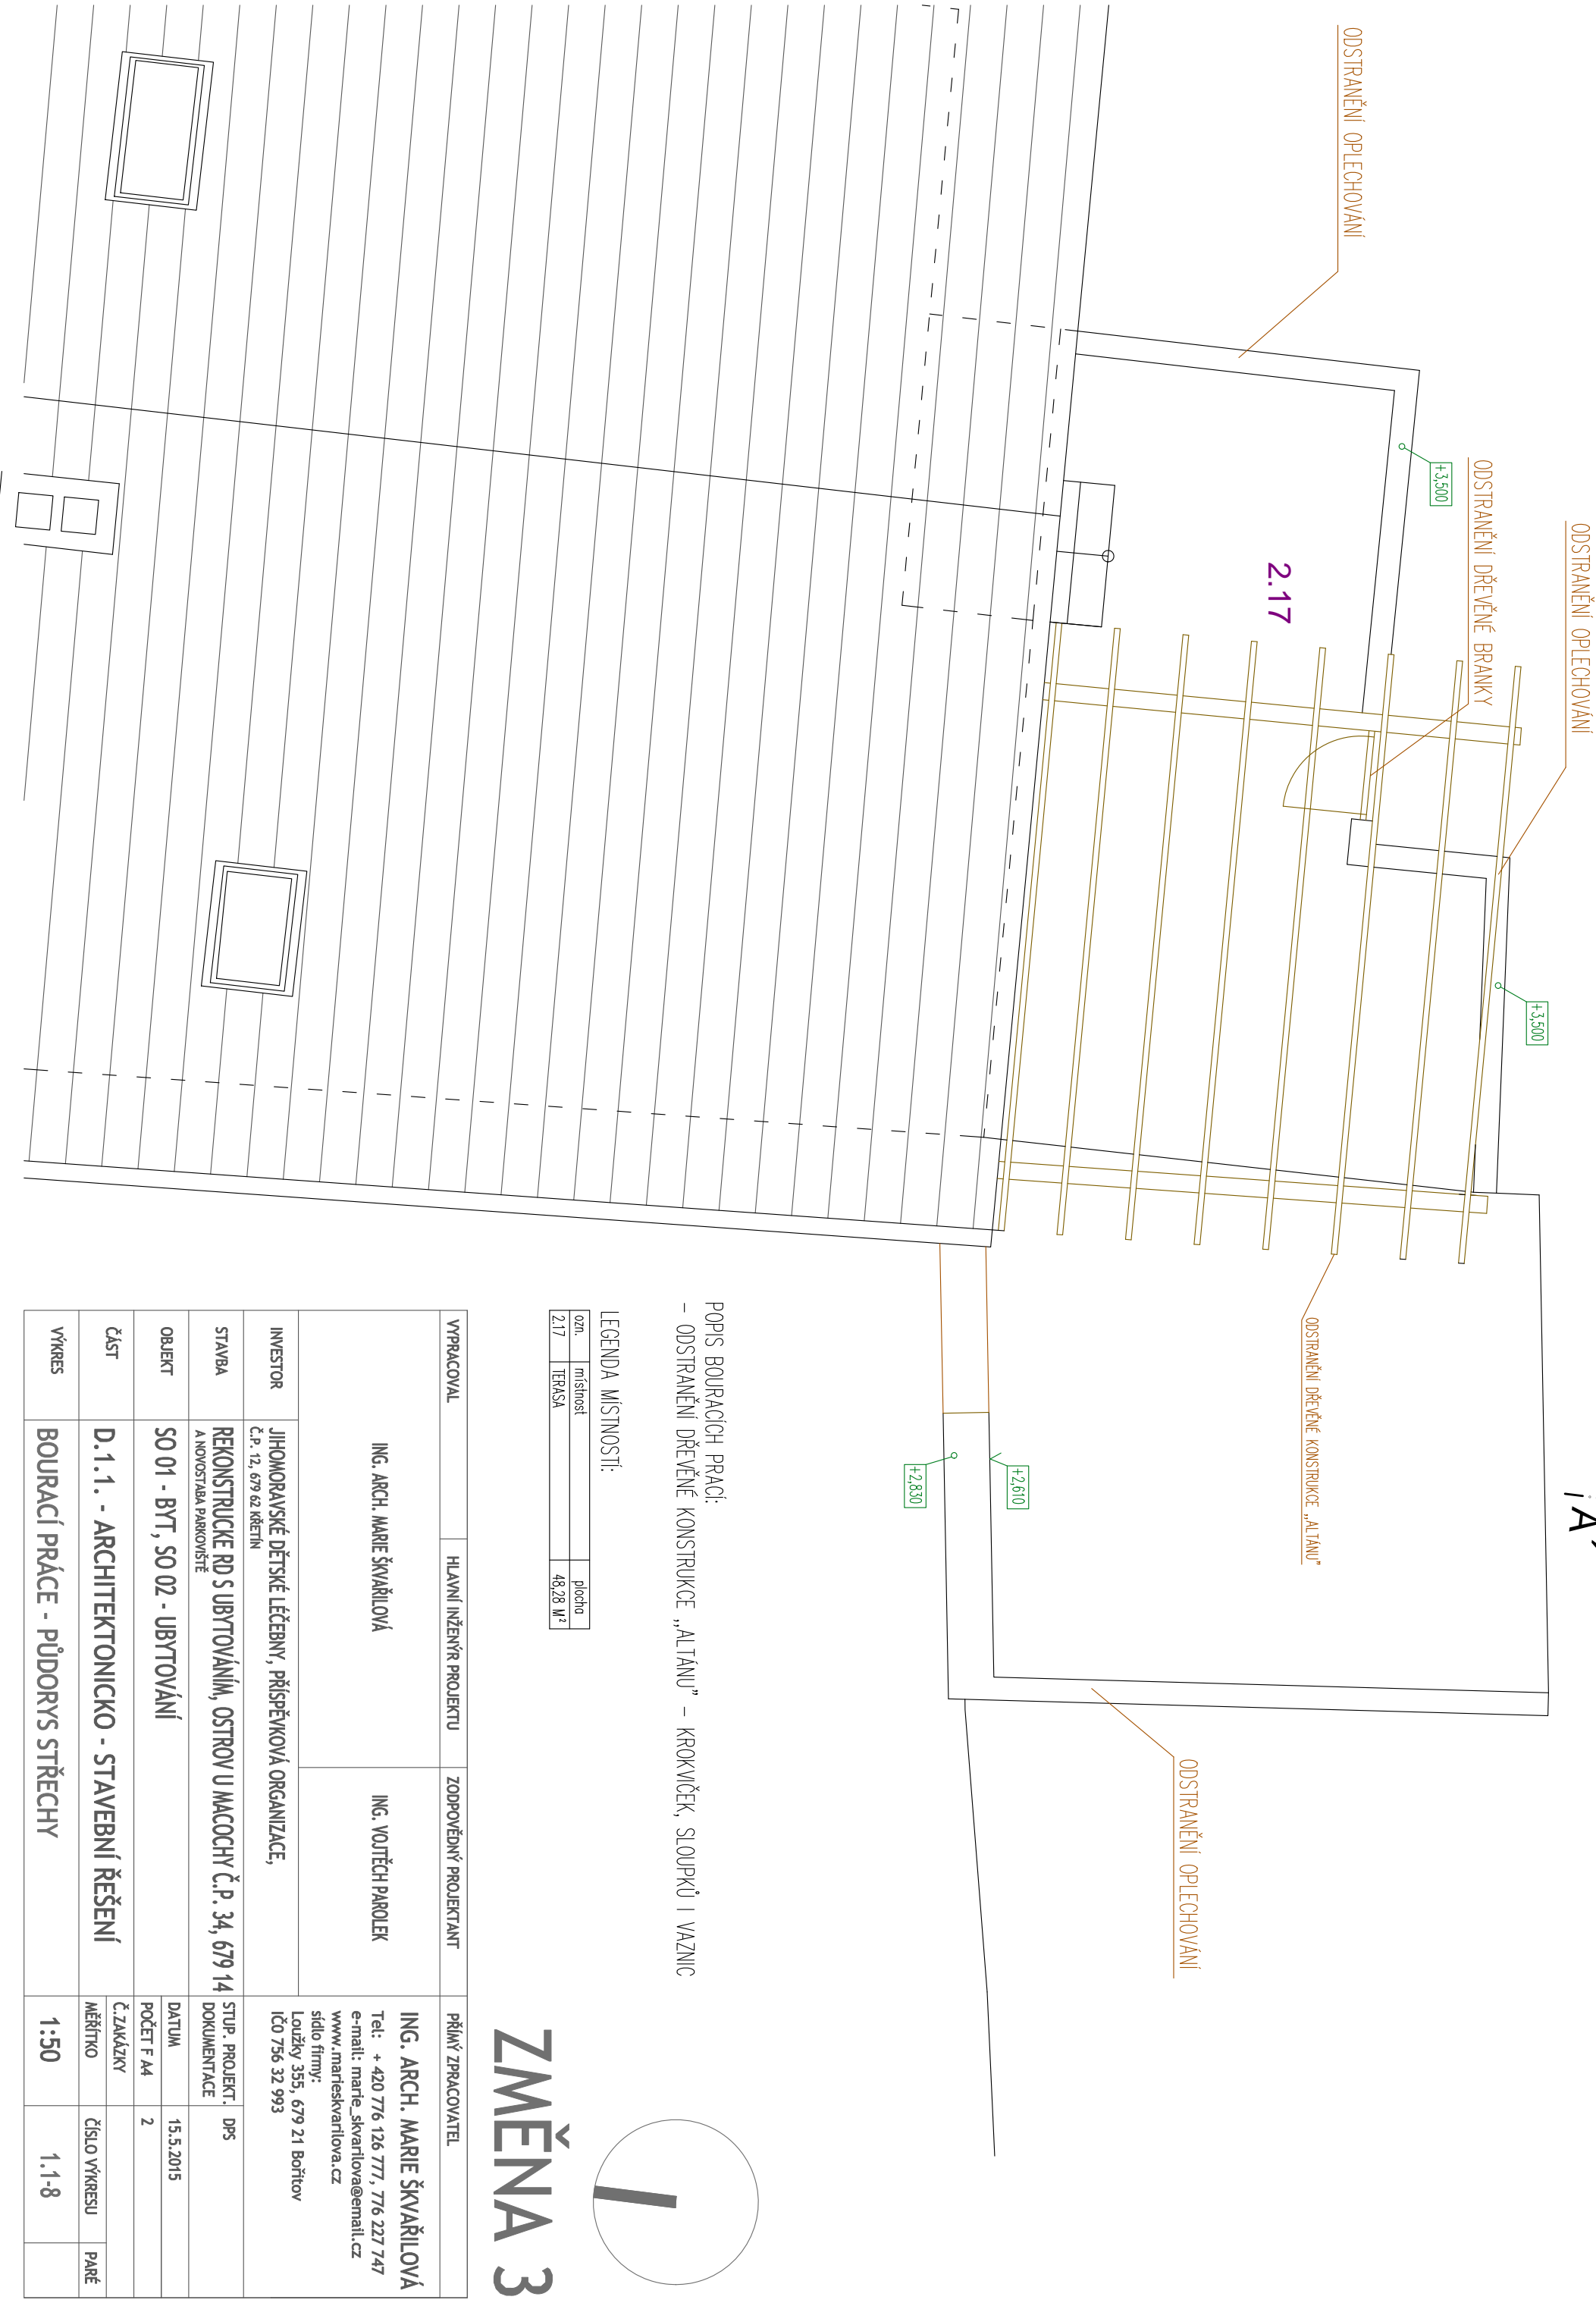 A
ODSTRANĚNÍ OPLECHOVÁNÍ
ODSTRANĚNÍ DŘEVĚNÉ BRANKY
+3,500
+3,500
ODSTRANĚNÍ OPLECHOVÁNÍ
2.17
ODSTRANĚNÍ DŘEVĚNÉ KONSTRUKCE „ALTÁNU"
ODSTRANĚNÍ OPLECHOVÁNÍ
+2,610
+2,830
POPIS BOURACÍCH PRACÍ:
- ODSTRANĚNÍ DŘEVĚNÉ KONSTRUKCE „ALTÁNU" - KROKVIČEK, SLOUPKŮ I VAZNIC
LEGENDA MÍSTNOSTÍ:
ozn. místnost plocha
2.17 TERASA 48,28 M²
ZMĚNA 3
VYPRACOVAL HLAVNÍ INŽENÝR PROJEKTU ZODPOVĚDNÝ PROJEKTANT PŘÍMÝ ZPRACOVATEL
ING. ARCH. MARIE ŠKVAŘILOVÁ ING. VOJTĚCH PAROLEK
ING. ARCH. MARIE ŠKVAŘILOVÁ
Tel: + 420 776 126 777, 776 227 747
e-mail: marie_skvarilova@email.cz
www.marieskvarilova.cz
sídlo firmy:
Loužky 355, 679 21 Bořitov
IČO 756 32 993
INVESTOR JIHOMORAVSKÉ DĚTSKÉ LÉČEBNY, PŘÍSPĚVKOVÁ ORGANIZACE,
Č.P. 12, 679 62 KŘETÍN
STAVBA REKONSTRUCKE RD S UBYTOVÁNÍM, OSTROV U MACOCHY Č.P. 34, 679 14
A NOVOSTABA PARKOVIŠTĚ
STUP. PROJEKT. DOKUMENTACE DPS
OBJEKT SO 01 - BYT, SO 02 - UBYTOVÁNÍ
DATUM 15.5.2015
POČET F A4 2
Č.ZAKÁZKY
ČÁST D.1.1. - ARCHITEKTONICKO - STAVEBNÍ ŘEŠENÍ
MĚŘÍTKO ČÍSLO VÝKRESU PARÉ
VÝKRES BOURACÍ PRÁCE - PŮDORYS STŘECHY 1:50 1.1-8